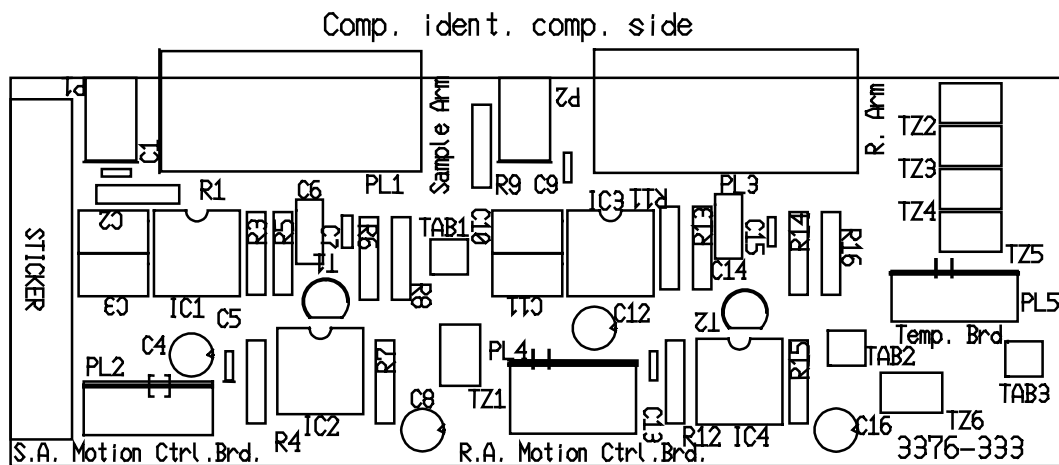 Comp. ident. comp. side
P1
C1
Sample Arm
P2
R. Arm
TZ2
TZ3
TZ4
TZ5
R1
PL1
R9
C9
PL3
C6
IC3
R11
C2
R3
R5
C7
R6
TAB1
C10
R13
C15
R14
R16
STICKER
T1
C14
C3
IC1
C5
R8
C11
C12
T2
PL5
Temp. Brd
C4
PL2
R7
PL4
R15
TAB2
TAB3
TZ1
C8
R4
IC2
C13
R12
IC4
C16
TZ6
S.A. Motion Ctrl.Brd.
R.A. Motion Ctrl.Brd.
3376-333